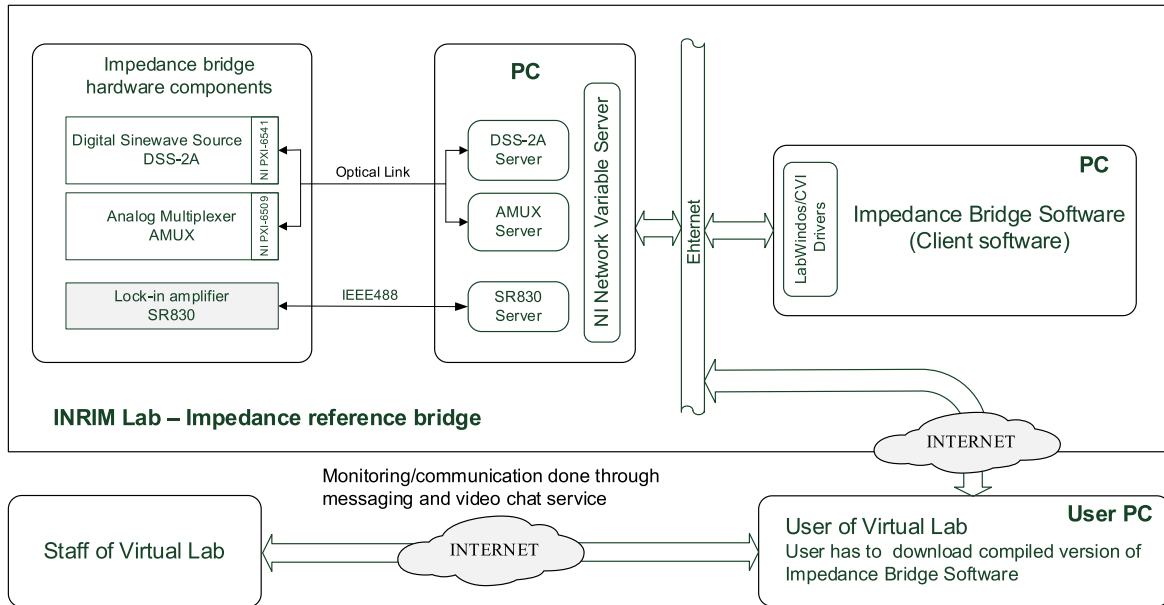 Impedance bridge
hardware components
Digital Sinewave Source
DSS-2A
NI PXI-6541
Analog Multiplexer
AMUX
NI PXI-6509
Lock-in amplifier
SR830
Optical Link
IEEE488
PC
DSS-2A
Server
AMUX
Server
SR830
Server
NI Network Variable Server
Ehternet
PC
LabWindos/CVI
Drivers
Impedance Bridge Software
(Client software)
INRIM Lab – Impedance reference bridge
INTERNET
Monitoring/communication done through
messaging and video chat service
Staff of Virtual Lab
INTERNET
User PC
User of Virtual Lab
User has to download compiled version of
Impedance Bridge Software